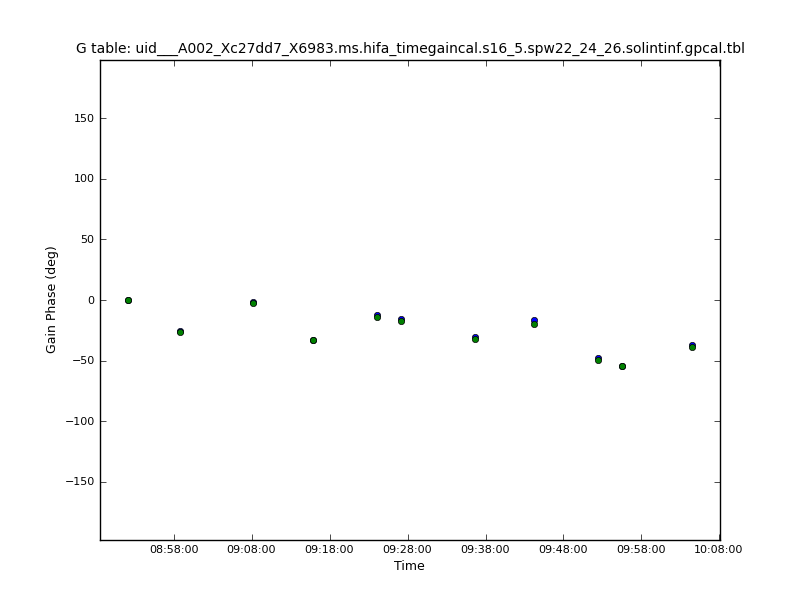 G table: uid___A002_Xc27dd7_X6983.ms.hifa_timegaincal.s16_5.spw22_24_26.solintinf.gpcal.tbl
150
100
50
0
−50
−100
−150
Gain Phase (deg)
08:58:00 09:08:00 09:18:00 09:28:00 09:38:00 09:48:00 09:58:00 10:08:00
Time